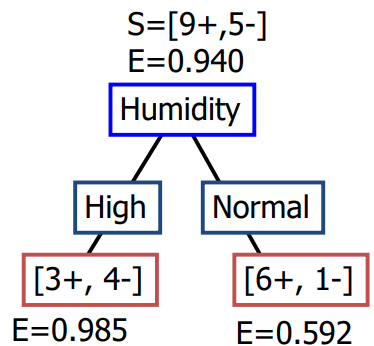 S=[9+,5-]
E=0.940
Humidity
High
Normal
[3+, 4-]
[6+, 1-]
E=0.985
E=0.592